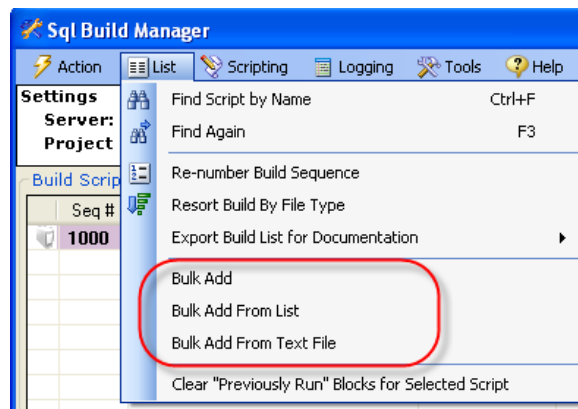 Sql Build Manager
Action List Scripting Logging Tools Help
Settings
Server:
Project
Find Script by Name Ctrl+F
Find Again F3
Re-number Build Sequence
Build Scrip
Resort Build By File Type
Seq #
Export Build List for Documentation
1000
Bulk Add
Bulk Add From List
Bulk Add From Text File
Clear "Previously Run" Blocks for Selected Script